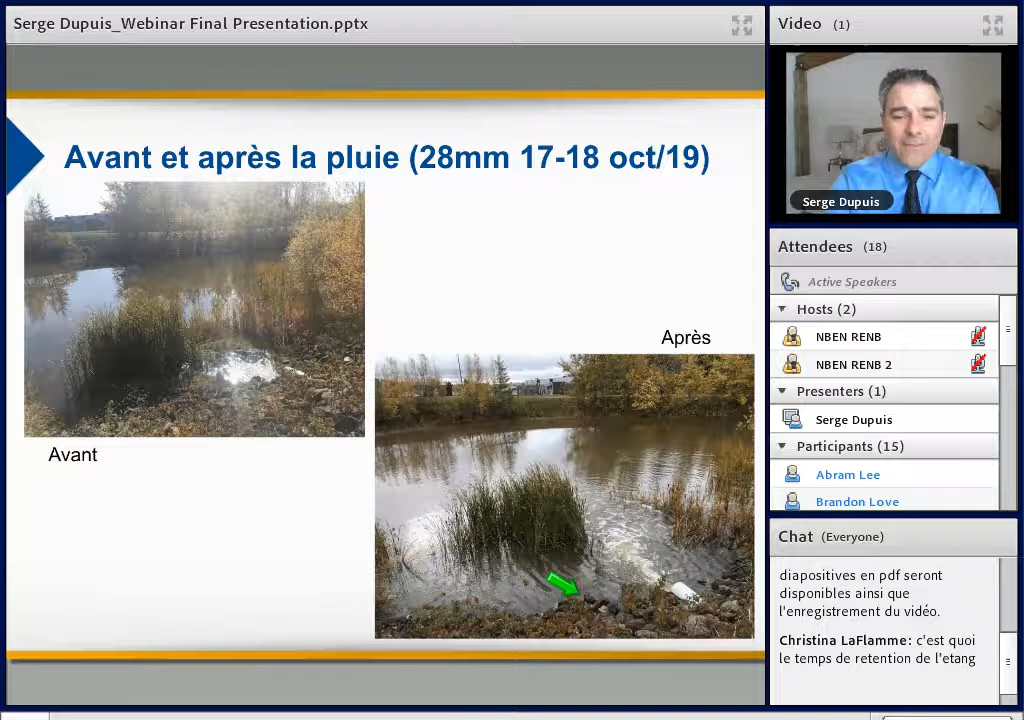 Serge Dupuis_Webinar Final Presentation.pptx
Avant et après la pluie (28mm 17-18 oct/19)
Avant
Après
Video (1)
Serge Dupuis
Attendees (18)
Active Speakers
Hosts (2)
NBEN RENB
NBEN RENB 2
Presenters (1)
Serge Dupuis
Participants (15)
Abram Lee
Brandon Love
Chat (Everyone)
diapositives en pdf seront
disponibles ainsi que
l'enregistrement du vidéo.
Christina LaFlamme: c'est quoi
le temps de retention de l'etang